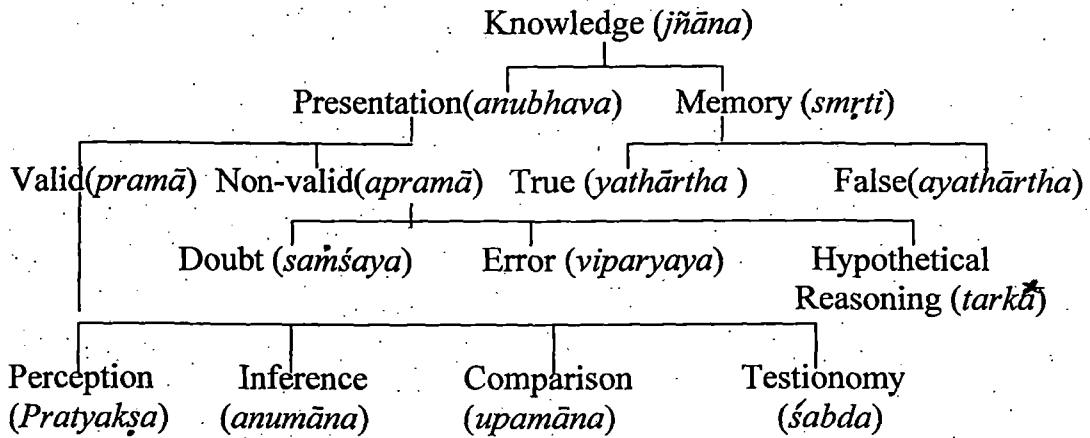 Knowledge (jñāna)
Presentation(anubhava) Memory (smṛti)
Valid(pramā) Non-valid(apramā) True (yathārtha ) False(ayathārtha)
Doubt (saṁśaya) Error (viparyaya) Hypothetical
Reasoning (tarka)
Perception Inference Comparison Testionomy
(Pratyakṣa) (anumāna) (upamāna) (śabda)